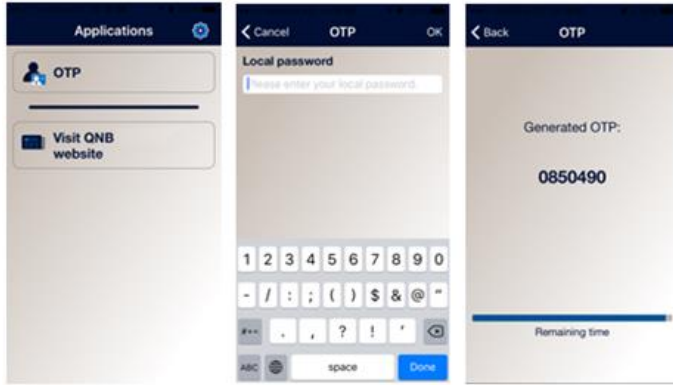 Applications
OTP
Visit QNB
website
Cancel OTP OK
Local password
Please enter your local password.
1 2 3 4 5 6 7 8 9 0
- / : ; ( ) $ & @ "
#+= . , ? ! '
ABC space Done
Back OTP
Generated OTP:
0850490
Remaining time